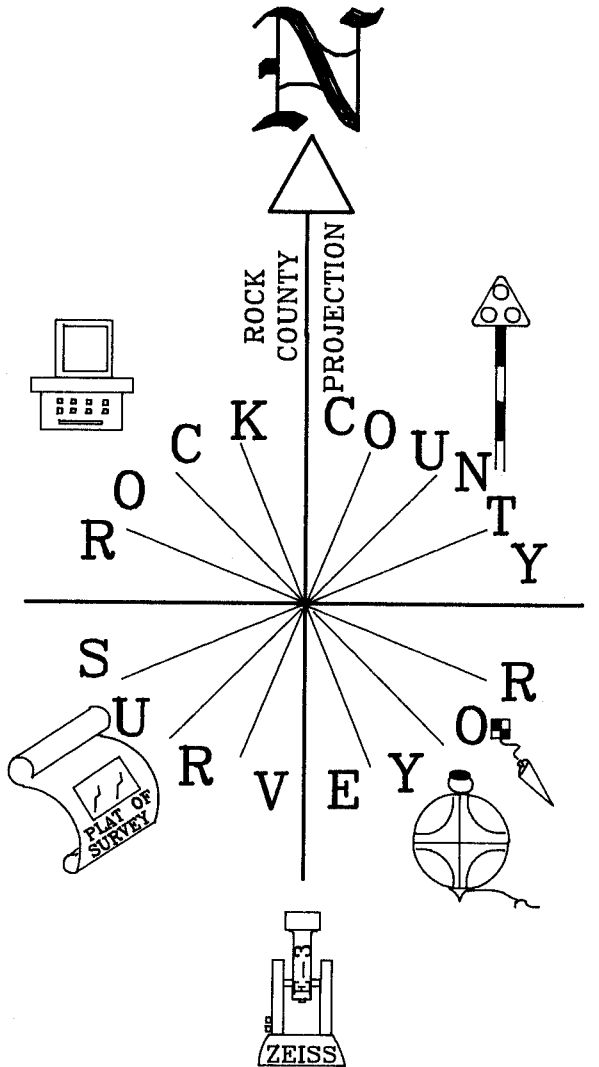 N
ROCK
COUNTY
PROJECTION
ROCK COUNTY
SURVEYOR
PLAT OF
SURVEY
ZEISS